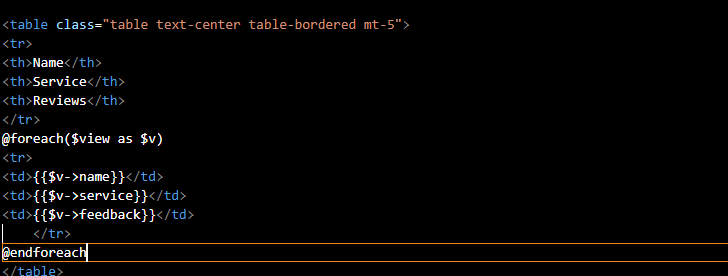 <table class="table text-center table-bordered mt-5">
<tr>
<th>Name</th>
<th>Service</th>
<th>Reviews</th>
</tr>
@foreach($view as $v)
<tr>
<td>{{$v->name}}</td>
<td>{{$v->service}}</td>
<td>{{$v->feedback}}</td>
    </tr>
@endforeach
</table>